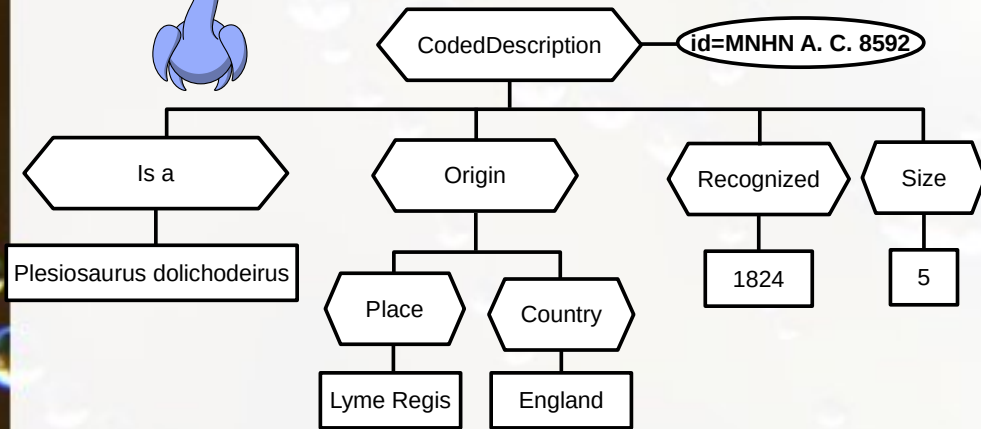 CodedDescription
id=MNHN A. C. 8592
Is a
Origin
Recognized
Size
Plesiosaurus dolichodeirus
1824
5
Place
Country
Lyme Regis
England